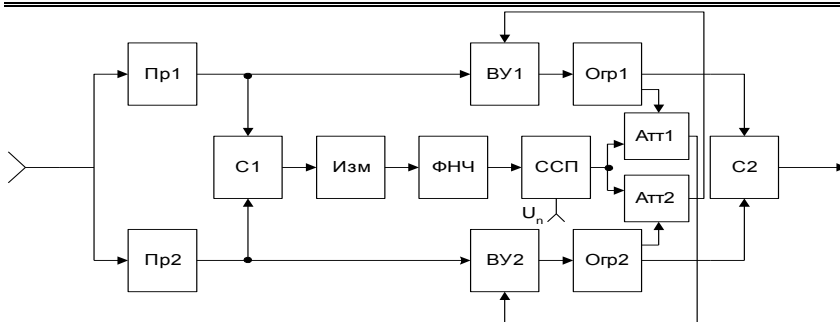 Пр1
ВУ1
Огр1
С1
Изм
ФНЧ
ССП
Атт1
Атт2
С2
Uп
Пр2
ВУ2
Огр2